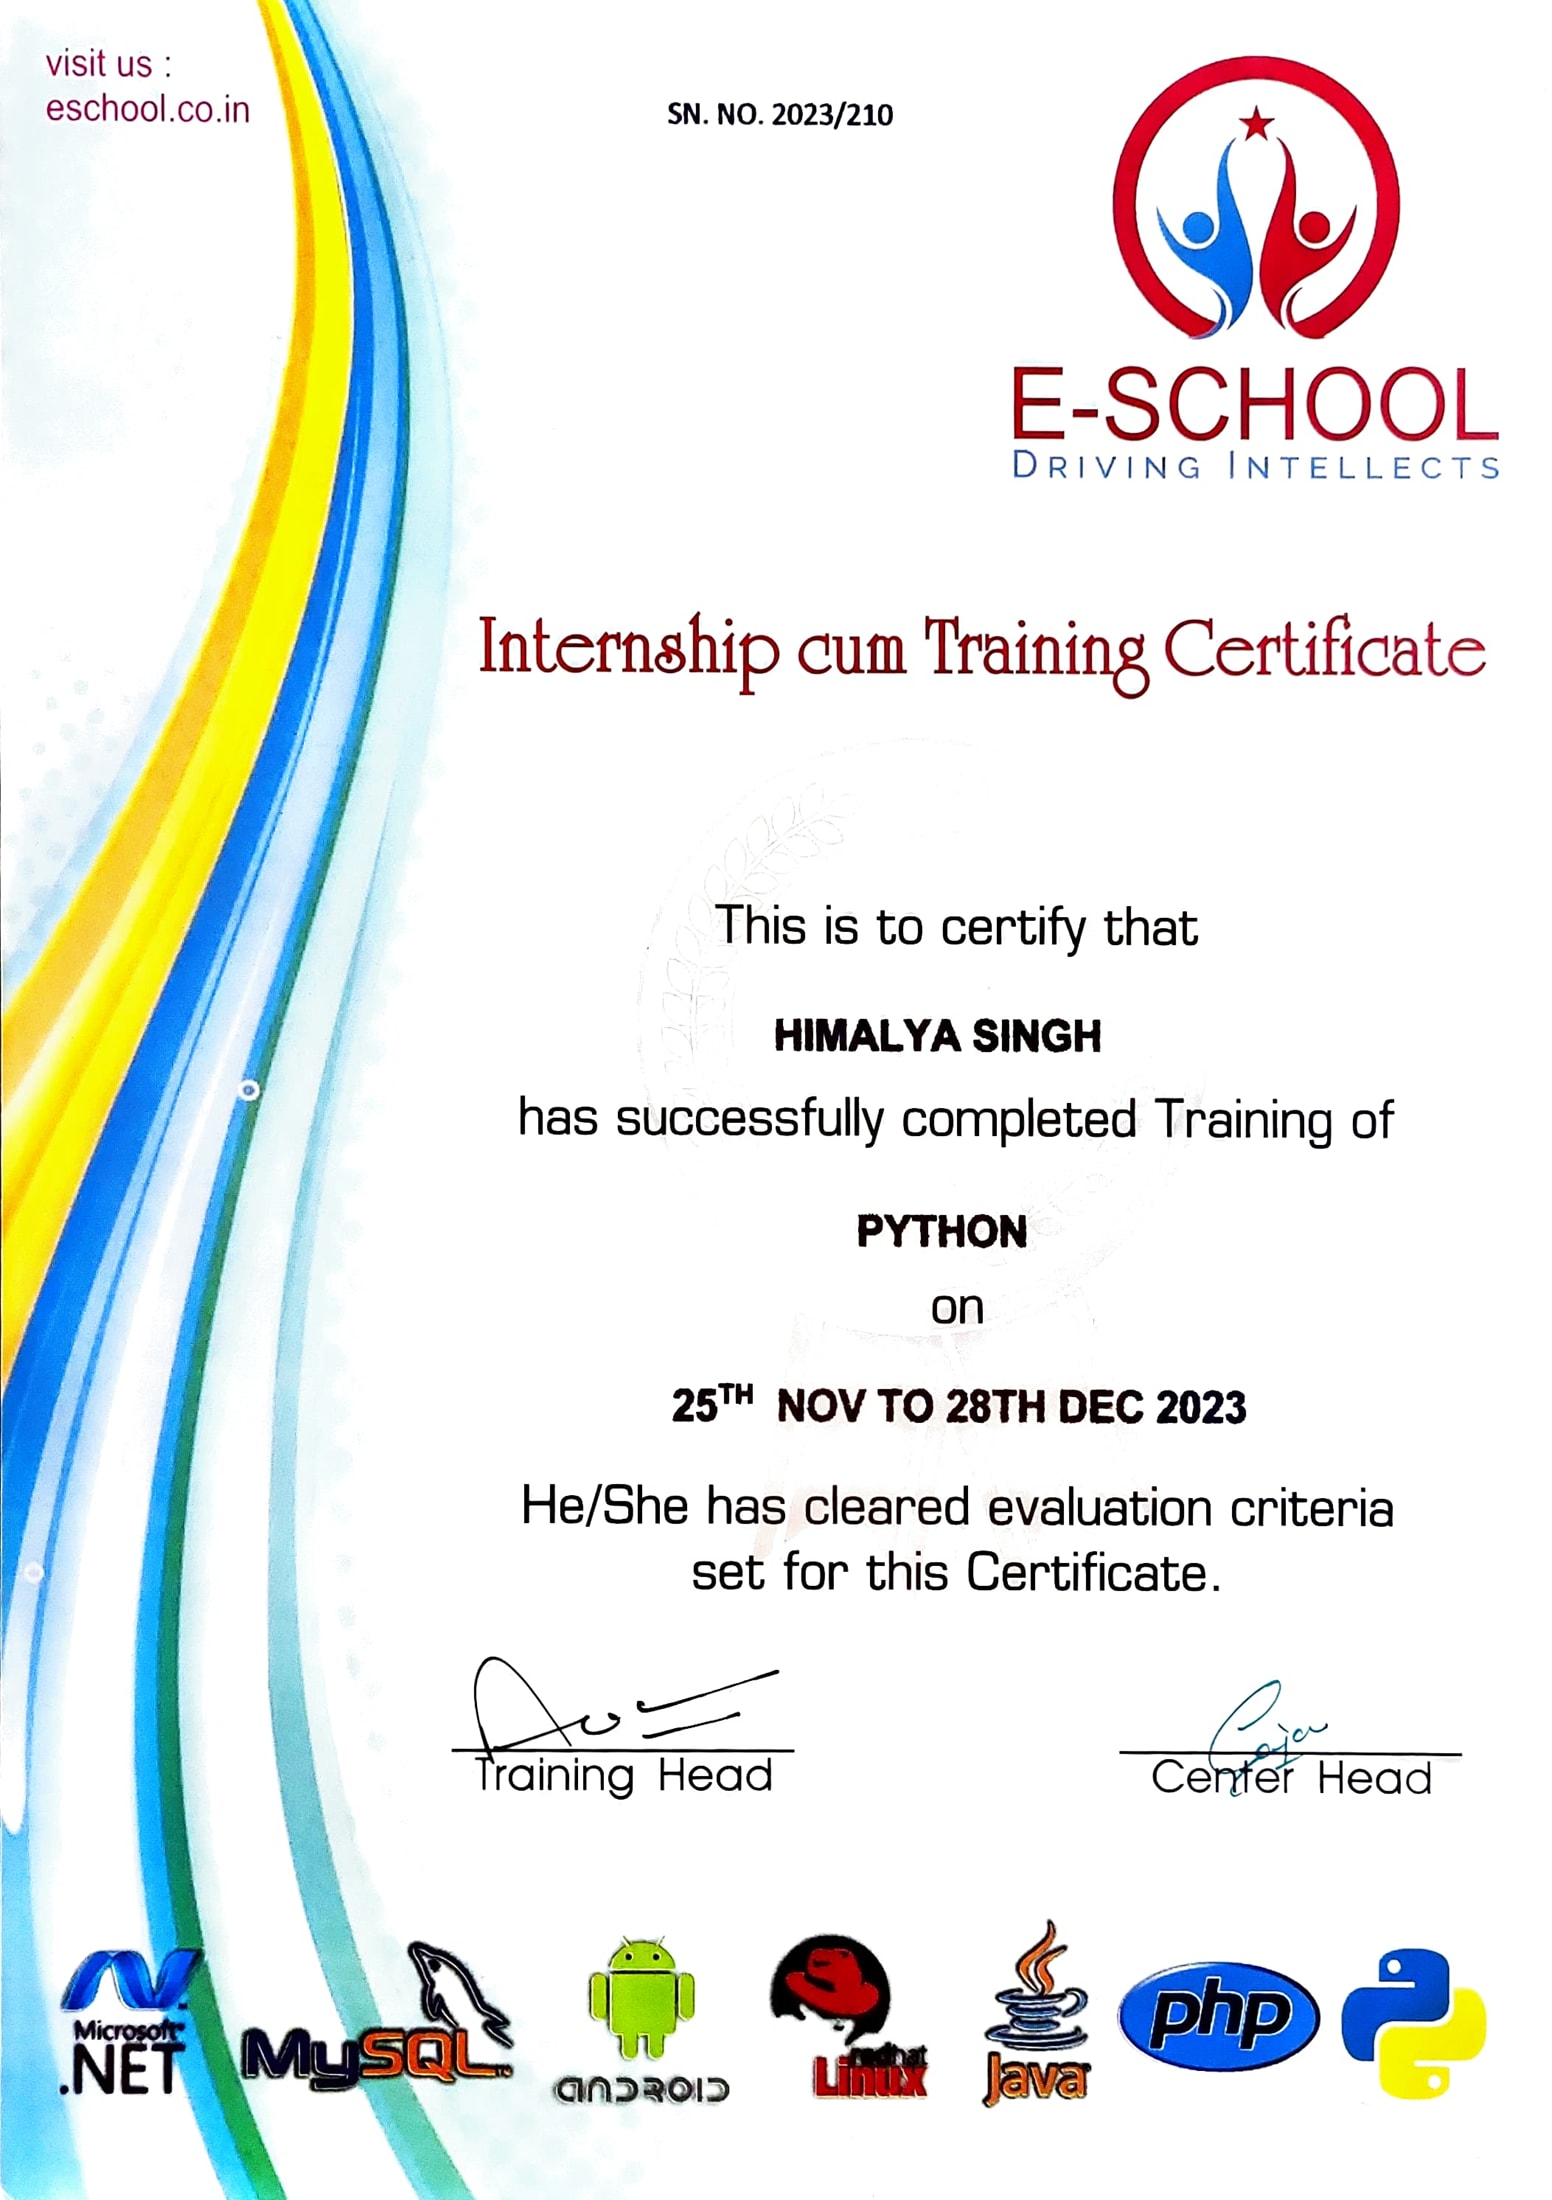 visit us :
eschool.co.in
SN. NO. 2023/210
E-SCHOOL
DRIVING INTELLECTS
Internship cum Training Certificate
This is to certify that
HIMALYA SINGH
has successfully completed Training of
PYTHON
on
25TH NOV TO 28TH DEC 2023
He/She has cleared evaluation criteria
set for this Certificate.
Training Head
Center Head
Microsoft
.NET
MySQL
ANDROID
redhat
Linux
Java
php